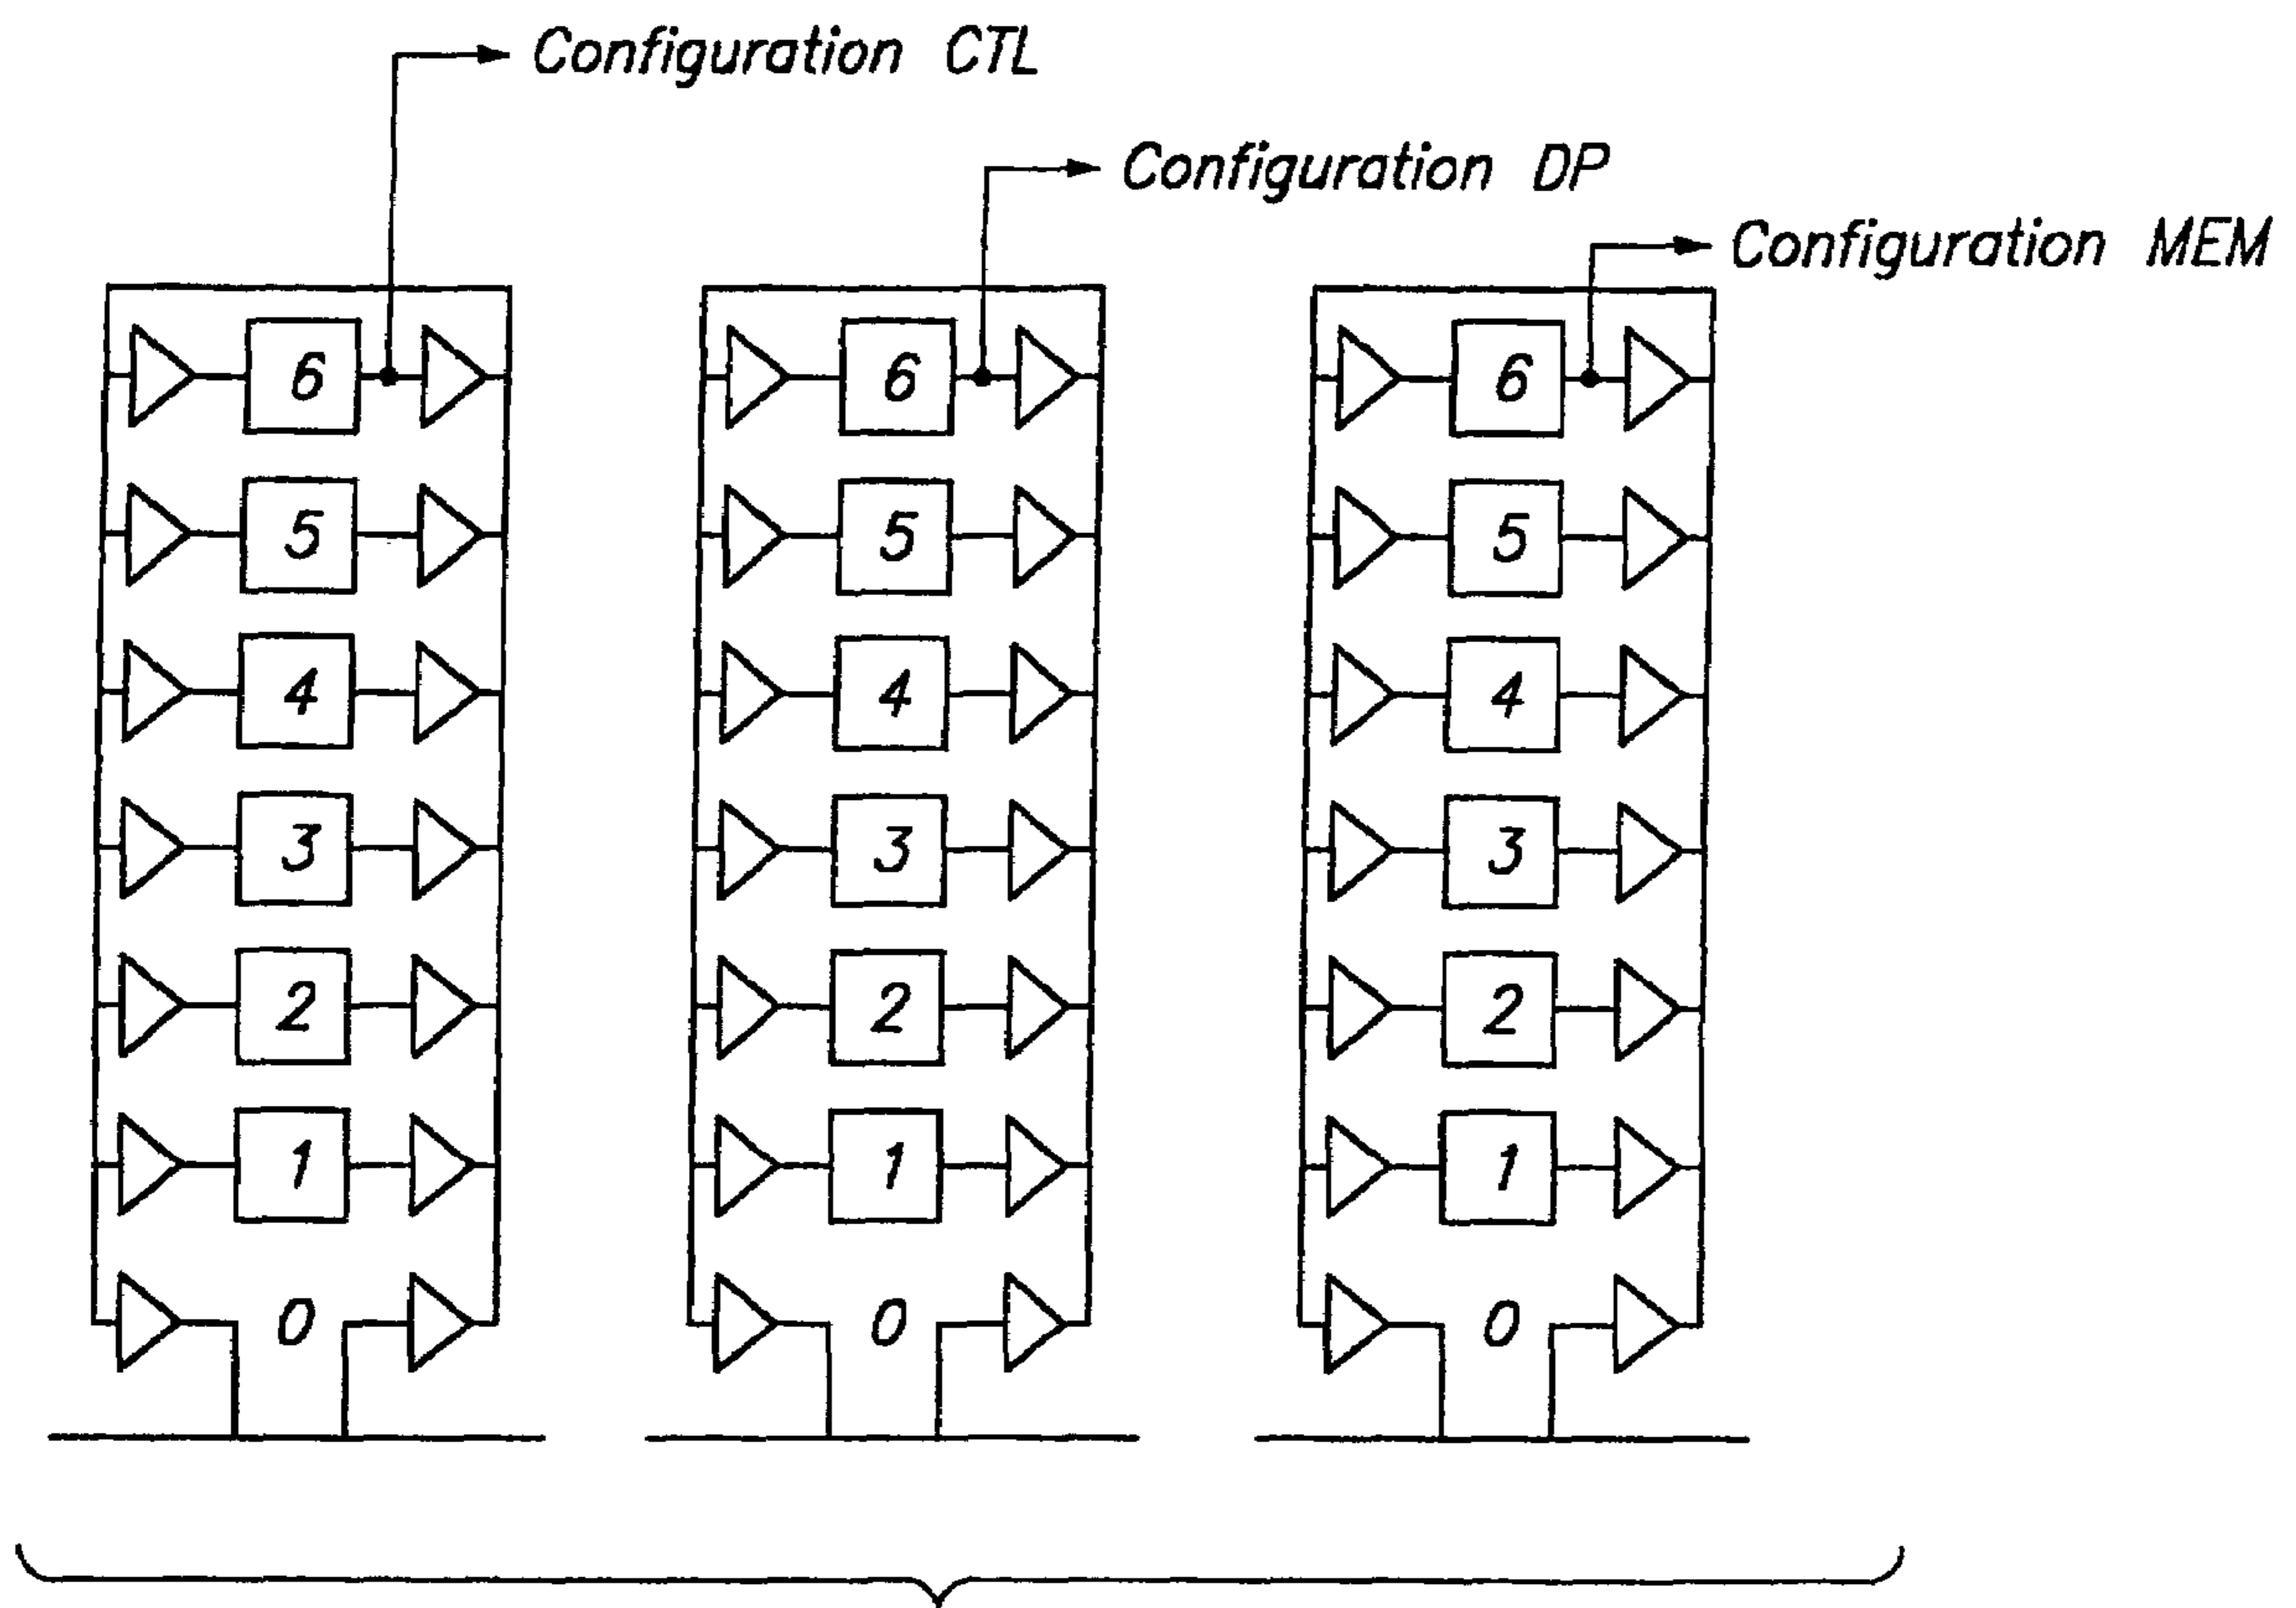 Configuration CTL
Configuration DP
Configuration MEM
6 6 6
5 5 5
4 4 4
3 3 3
2 2 2
1 1 1
0 0 0